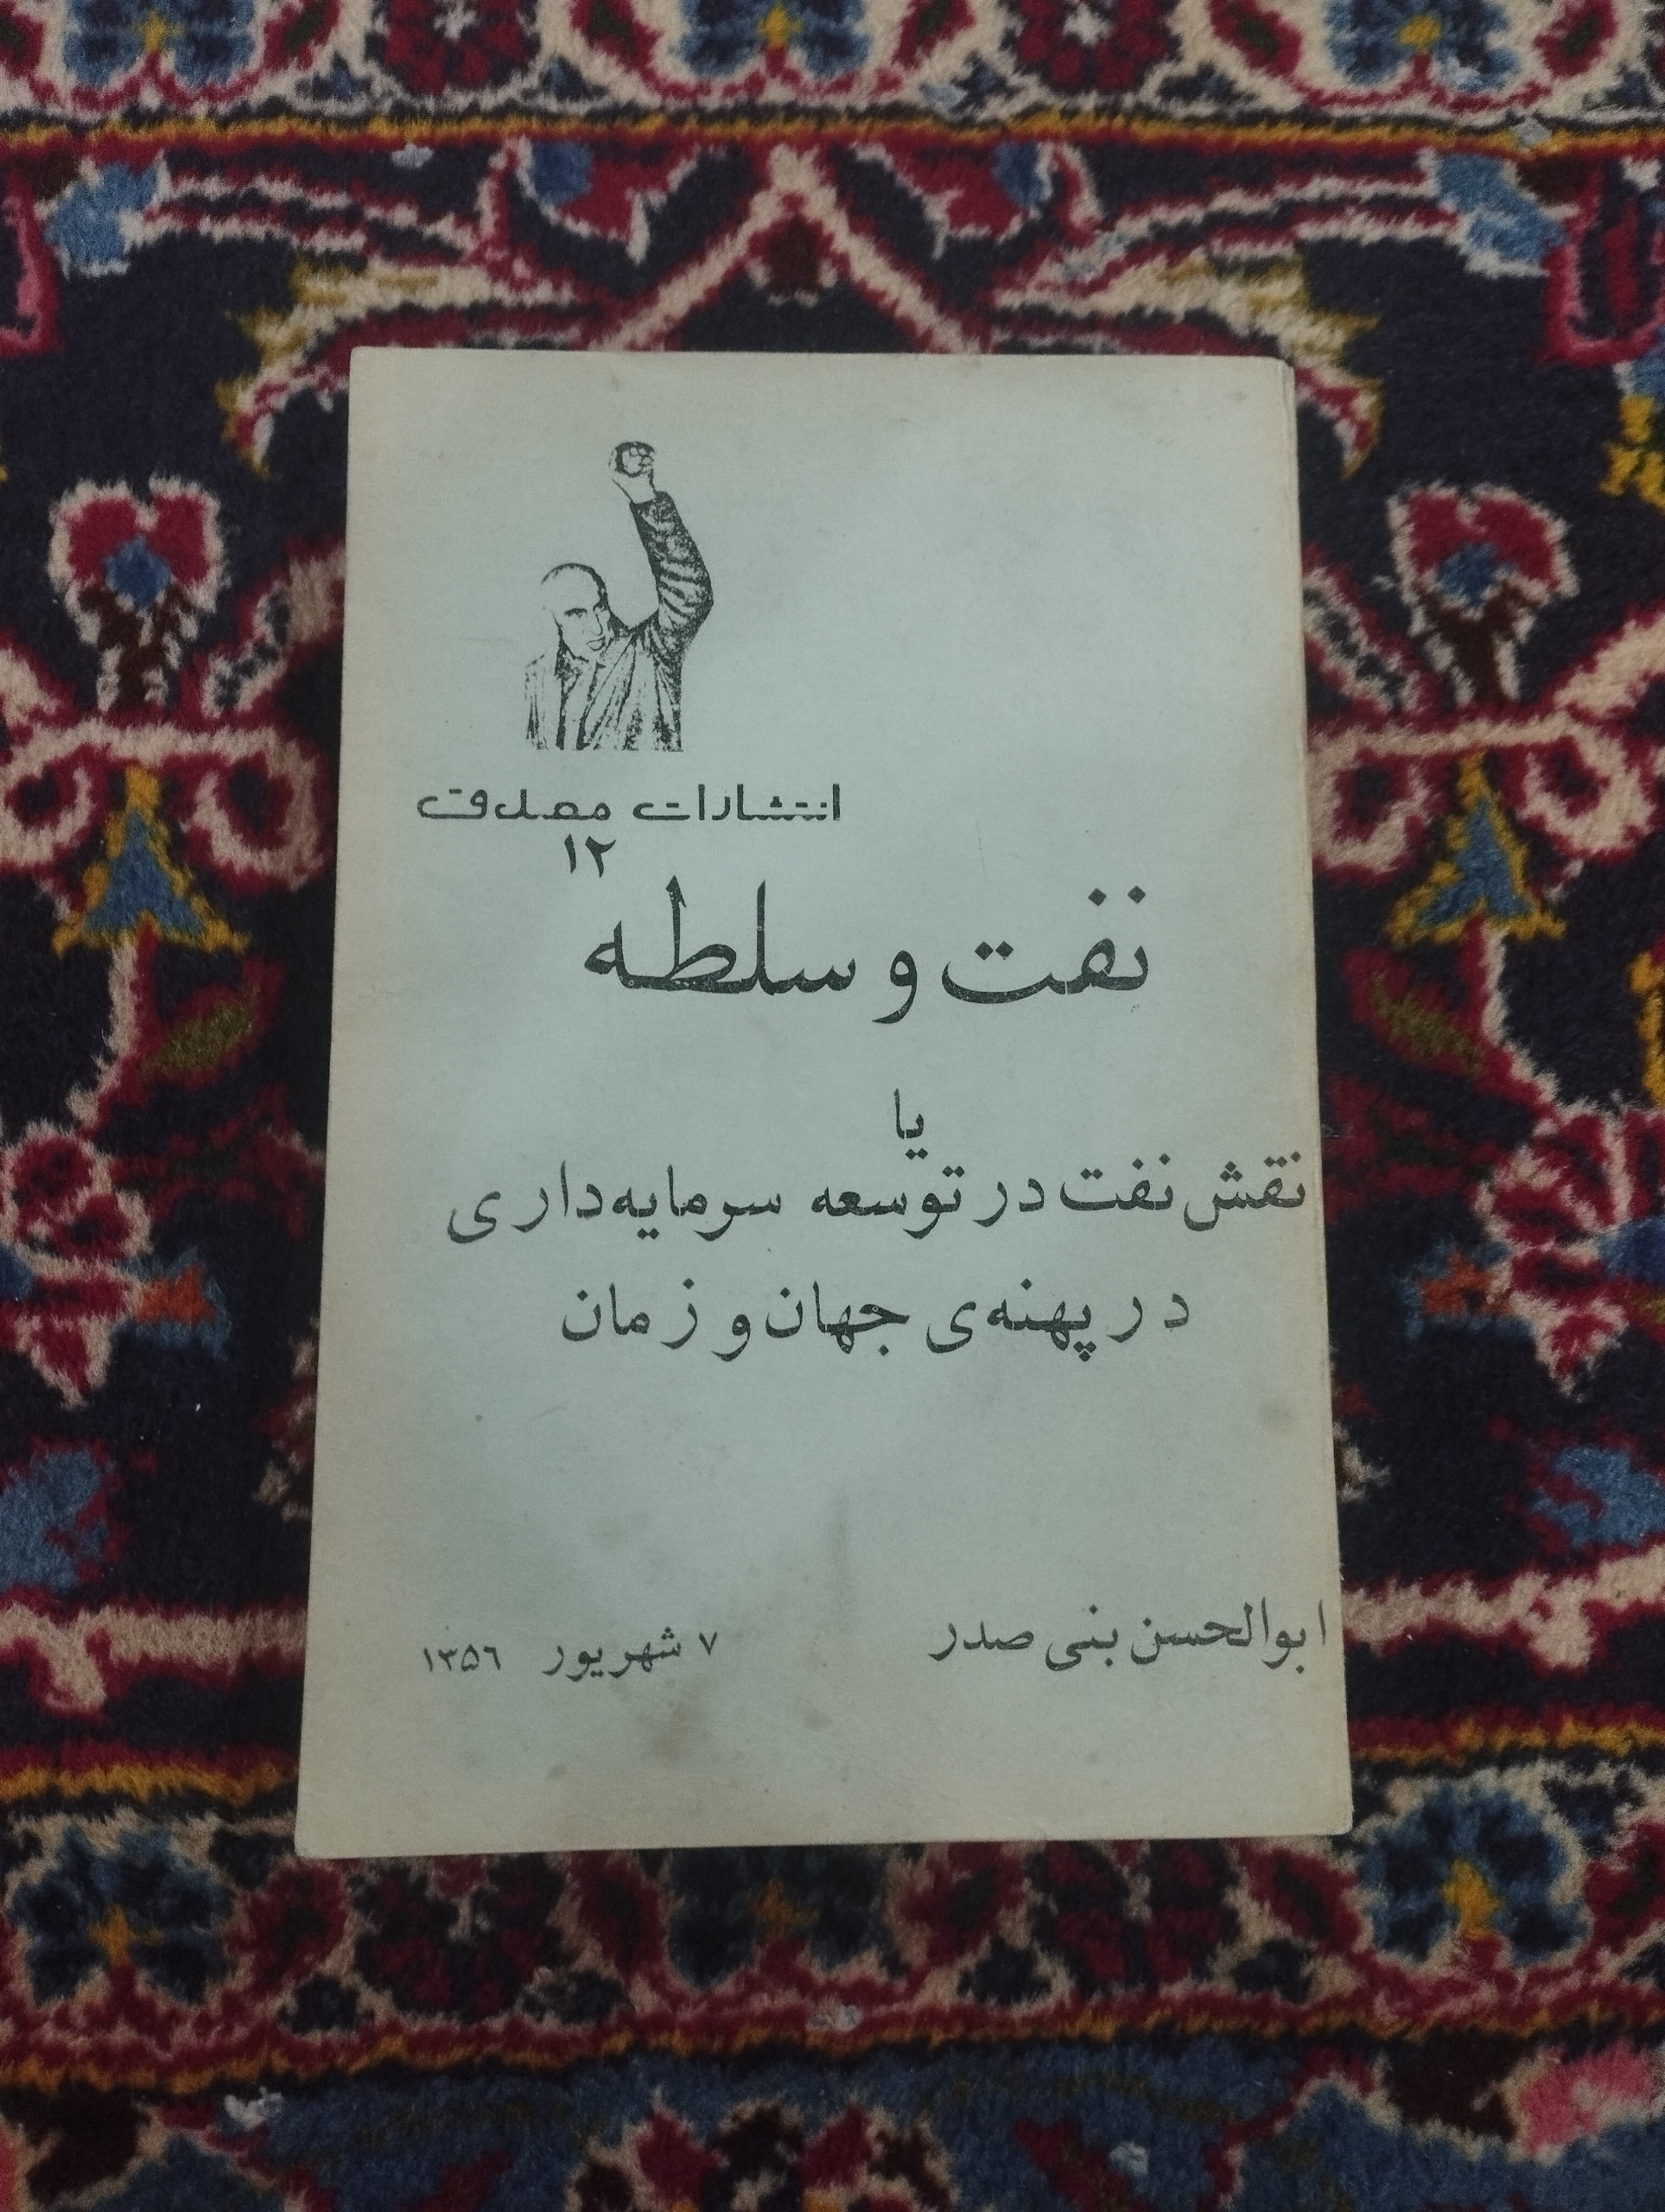 انتشارات مصدق
۱۲
نفت و سلطه
یا
نقش نفت در توسعه سرمایه‌داری
در پهنه‌ی جهان و زمان
ابوالحسن بنی صدر
۷ شهریور ۱۳۵۶